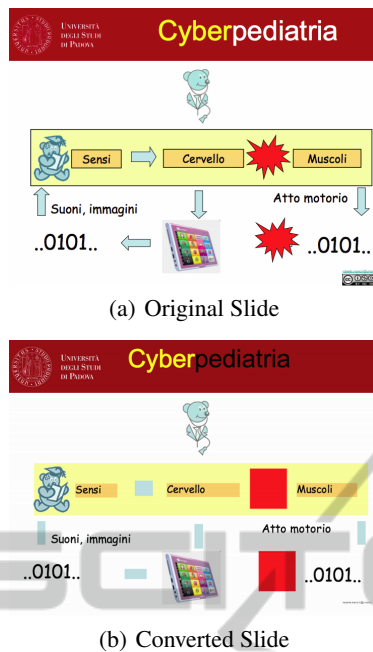 UNIVERSITÀ
DEGLI STUDI
DI PADOVA
Cyberpediatria
Sensi
Cervello
Muscoli
Suoni, immagini
Atto motorio
..0101..
..0101..
(a) Original Slide
UNIVERSITÀ
DEGLI STUDI
DI PADOVA
Cyberpediatria
Sensi
Cervello
Muscoli
Suoni, immagini
Atto motorio
..0101..
..0101..
(b) Converted Slide